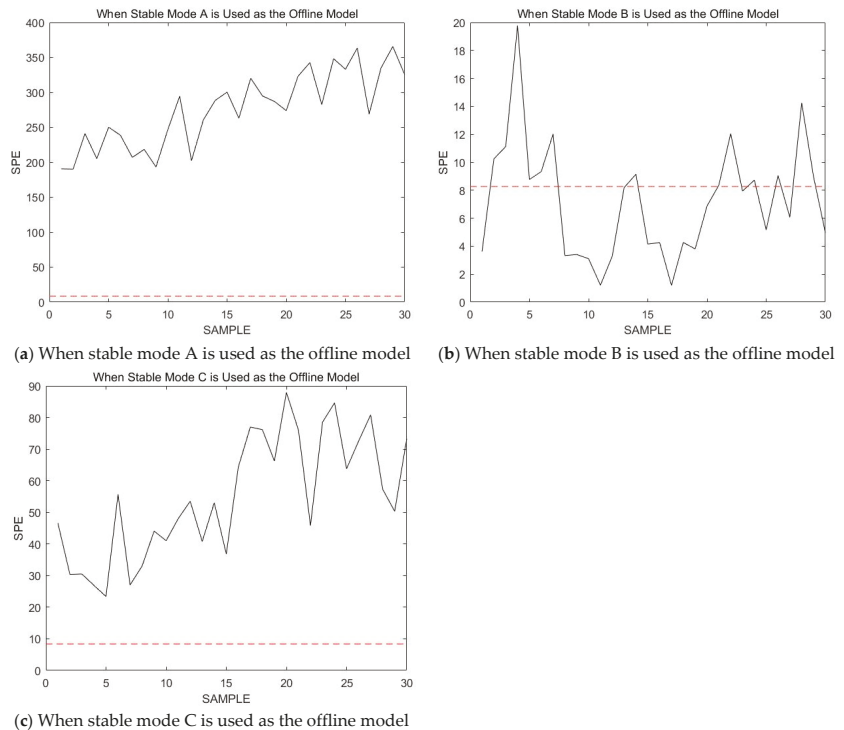 When Stable Mode A is Used as the Offline Model
400
350
300
250
200
150
100
50
0
SPE
0 5 10 15 20 25 30
SAMPLE
(a) When stable mode A is used as the offline model
When Stable Mode B is Used as the Offline Model
20
18
16
14
12
10
8
6
4
2
0
SPE
0 5 10 15 20 25 30
SAMPLE
(b) When stable mode B is used as the offline model
When Stable Mode C is Used as the Offline Model
90
80
70
60
50
40
30
20
10
0
SPE
0 5 10 15 20 25 30
SAMPLE
(c) When stable mode C is used as the offline model